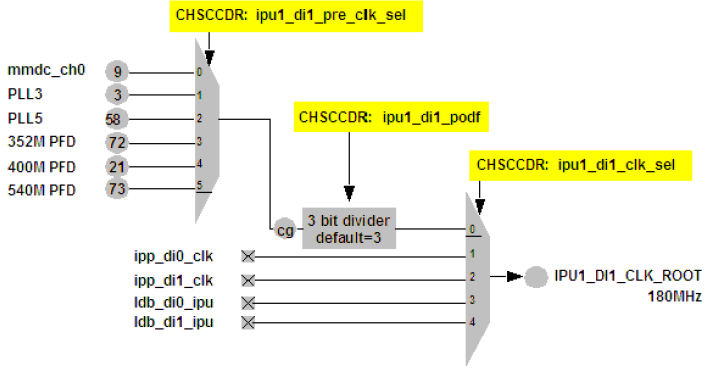 CHSCCDR: ipu1_di1_pre_clk_sel
mmdc_ch0 9 0
PLL3 3 1
PLL5 58 2
352M PFD 72 3
400M PFD 21 4
540M PFD 73 5
CHSCCDR: ipu1_di1_podf
CHSCCDR: ipu1_di1_clk_sel
cg
3 bit divider
default=3
0
ipp_di0_clk 1
ipp_di1_clk 2
ldb_di0_ipu 3
ldb_di1_ipu 4
IPU1_DI1_CLK_ROOT
180MHz